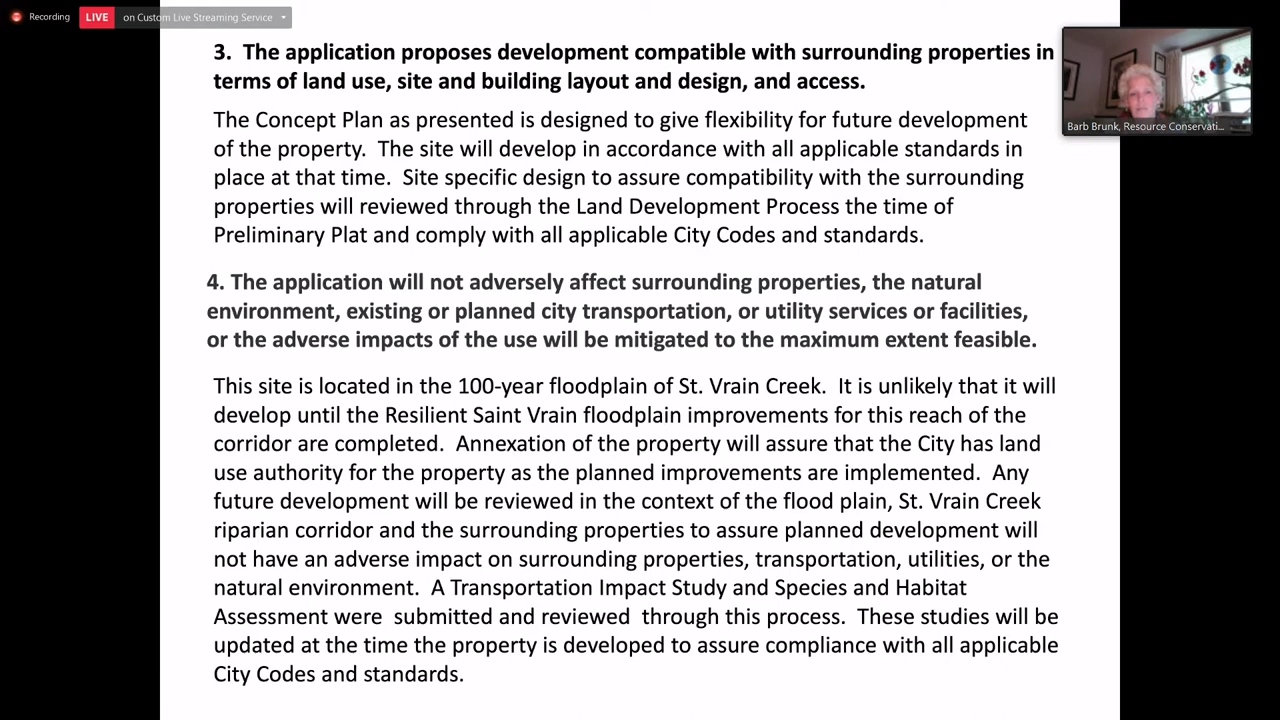 Recording
LIVE on Custom Live Streaming Service
3. The application proposes development compatible with surrounding properties in
terms of land use, site and building layout and design, and access.
Barb Brunk, Resource Conservati...
The Concept Plan as presented is designed to give flexibility for future development
of the property. The site will develop in accordance with all applicable standards in
place at that time. Site specific design to assure compatibility with the surrounding
properties will reviewed through the Land Development Process the time of
Preliminary Plat and comply with all applicable City Codes and standards.
4. The application will not adversely affect surrounding properties, the natural
environment, existing or planned city transportation, or utility services or facilities,
or the adverse impacts of the use will be mitigated to the maximum extent feasible.
This site is located in the 100-year floodplain of St. Vrain Creek. It is unlikely that it will
develop until the Resilient Saint Vrain floodplain improvements for this reach of the
corridor are completed. Annexation of the property will assure that the City has land
use authority for the property as the planned improvements are implemented. Any
future development will be reviewed in the context of the flood plain, St. Vrain Creek
riparian corridor and the surrounding properties to assure planned development will
not have an adverse impact on surrounding properties, transportation, utilities, or the
natural environment. A Transportation Impact Study and Species and Habitat
Assessment were submitted and reviewed through this process. These studies will be
updated at the time the property is developed to assure compliance with all applicable
City Codes and standards.